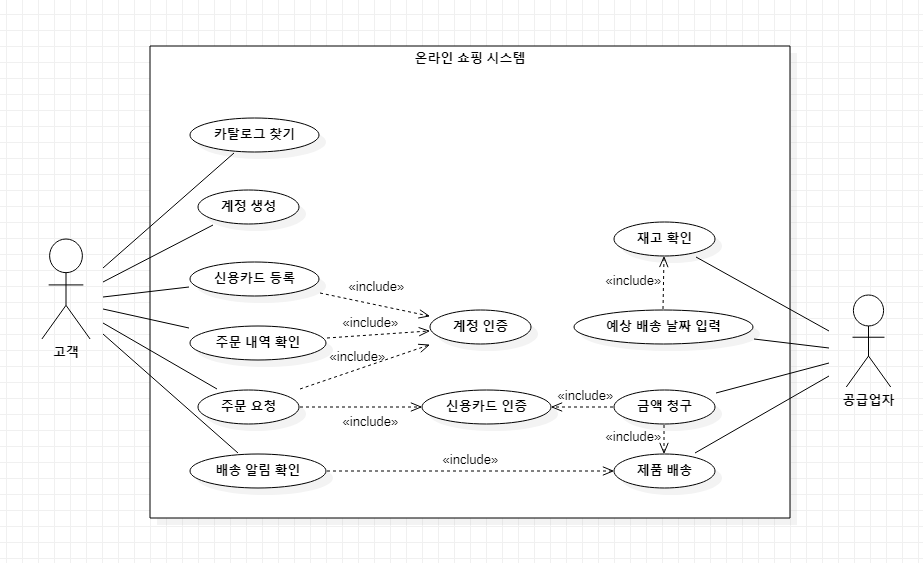 온라인 쇼핑 시스템
카탈로그 찾기
계정 생성
재고 확인
신용카드 등록
«include»
«include»
«include»
계정 인증
예상 배송 날짜 입력
주문 내역 확인
«include»
고객
공급업자
주문 요청
«include»
신용카드 인증
«include»
금액 청구
«include»
«include»
배송 알림 확인
제품 배송